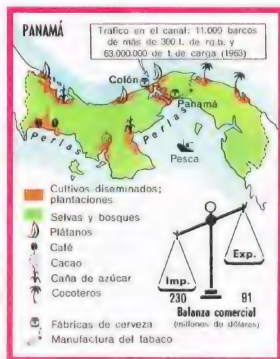 PANAMÁ
Tráfico en el canal: 11.000 barcos
de más de 300 t. de rg.b. y
63.000.000 de t. de carga (1963)
Colón
Panamá
Perlas
Perlas
Pesca
Cultivos diseminados;
plantaciones
Selvas y bosques
Plátanos
Café
Cacao
Caña de azúcar
Cocoteros
Fábricas de cerveza
Manufactura del tabaco
Imp.
Exp.
230
91
Balanza comercial
(millones de dólares)